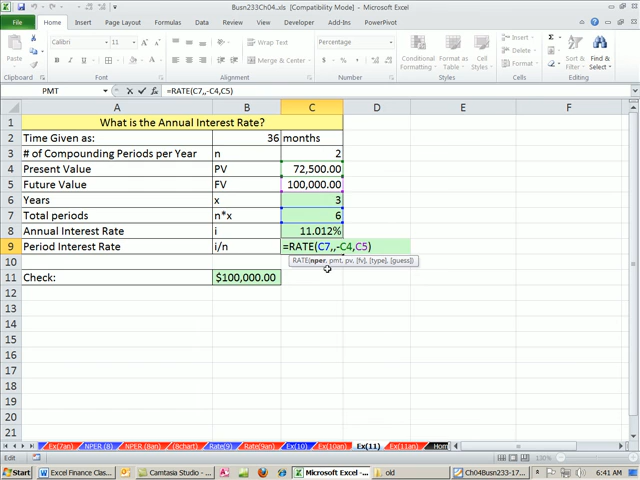 Busn233Ch04.xls [Compatibility Mode] - Microsoft Excel
File Home Insert Page Layout Formulas Data Review View Developer Add-Ins PowerPivot
Calibri 11 Wrap Text Percentage Insert Σ
Paste B I U Merge & Center $ % , Conditional Formatting Format as Table Cell Styles Delete Format Sort & Filter Find & Select
Clipboard Font Alignment Number Styles Cells Editing
PMT =RATE(C7,,-C4,C5)
A B C D E F
1 What is the Annual Interest Rate?
2 Time Given as: 36 months
3 # of Compounding Periods per Year n 2
4 Present Value PV 72,500.00
5 Future Value FV 100,000.00
6 Years x 3
7 Total periods n*x 6
8 Annual Interest Rate i 11.012%
9 Period Interest Rate i/n =RATE(C7,,-C4,C5)
10 RATE(nper, pmt, pv, [fv], [type], [guess])
11 Check: $100,000.00
12
13
14
15
16
17
18
19
20
21
Ex(7an) NPER (8) NPER (8an) (8chart) Rate(9) Rate(9an) Ex(10) Ex(10an) Ex(11) Ex(11an) Hom
Edit 130%
Start Excel Finance Class... Camtasia Studio - ... Microsoft Excel ... old Ch04Busn233-17... 6:41 AM